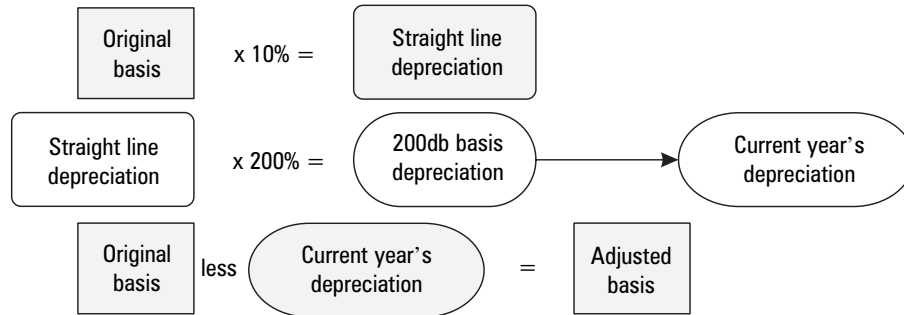 Original
basis
x 10% =
Straight line
depreciation
Straight line
depreciation
x 200% =
200db basis
depreciation
Current year's
depreciation
Original
basis
less
Current year's
depreciation
=
Adjusted
basis